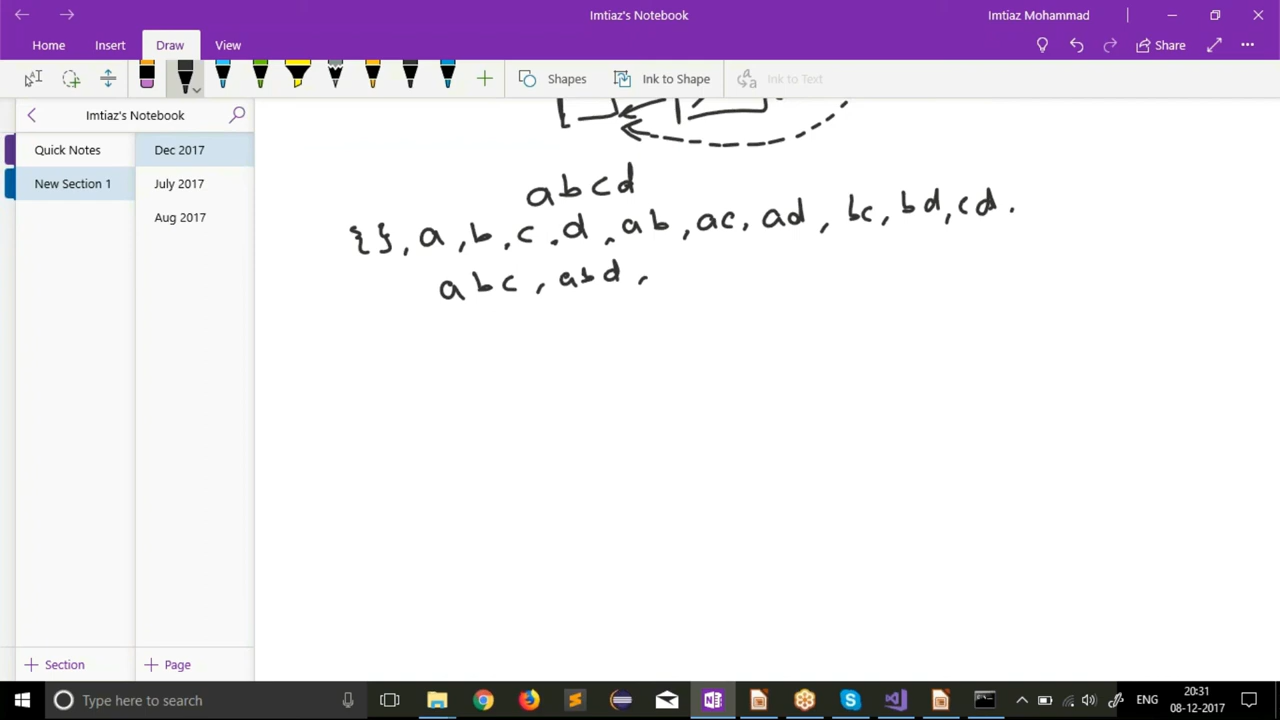 Imtiaz's Notebook
Imtiaz Mohammad
Home Insert Draw View
Share
Shapes Ink to Shape Ink to Text
Imtiaz's Notebook
Quick Notes
New Section 1
Dec 2017
July 2017
Aug 2017
a b c d
{ }, a, b, c, d, ab, ac, ad, bc, bd, cd.
abc, abd,
+ Section
+ Page
Type here to search
ENG
20:31
08-12-2017